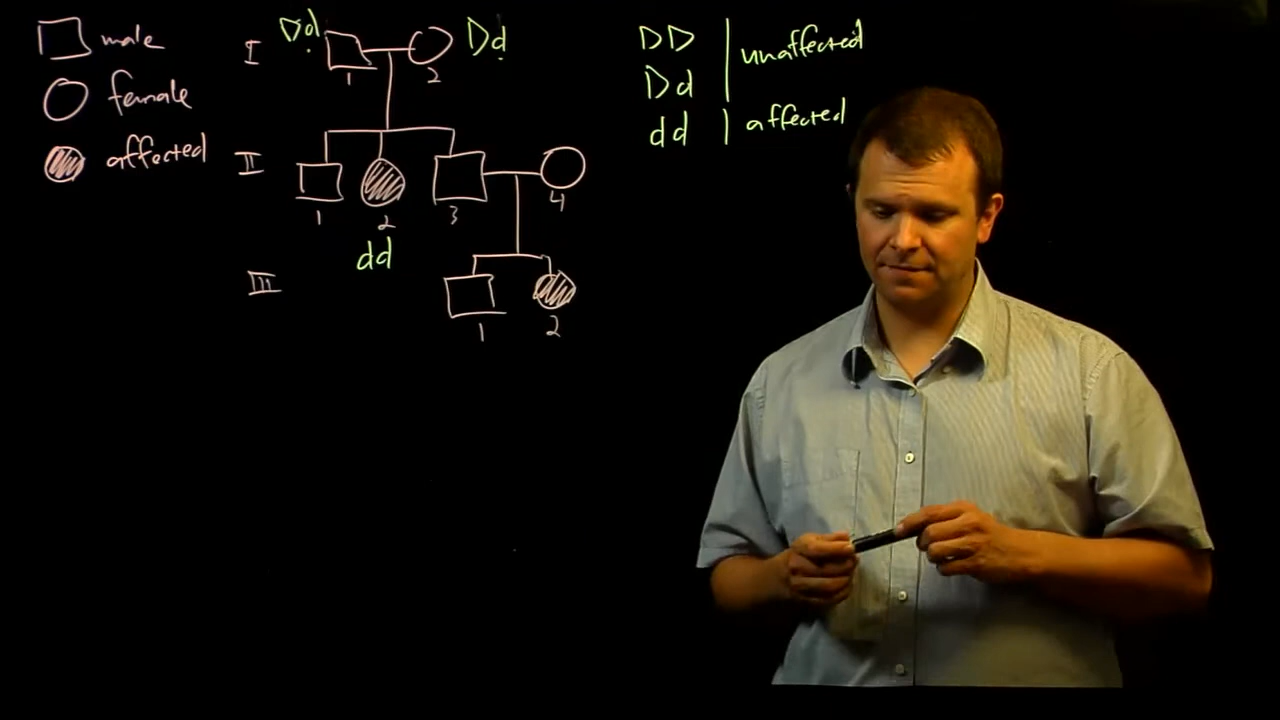 male
female
affected
I
Dd
Dd
1
2
II
1
2
3
4
dd
III
1
2
DD
Dd
unaffected
dd
affected